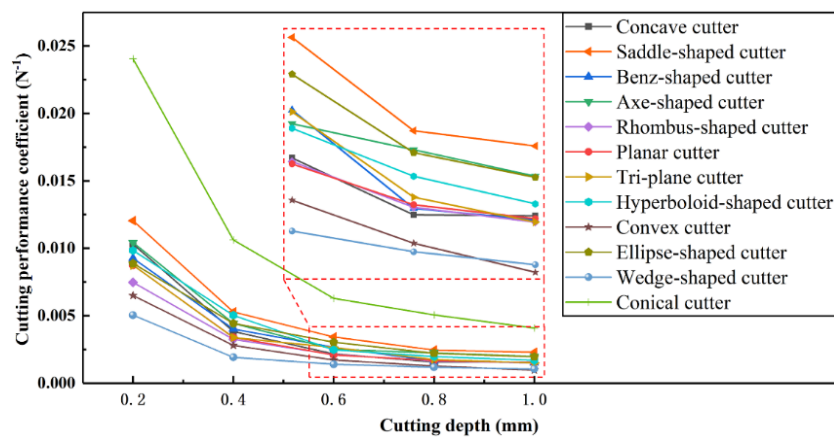 Cutting performance coefficient (N⁻¹)
0.025
0.020
0.015
0.010
0.005
0.000
0.2 0.4 0.6 0.8 1.0
Cutting depth (mm)
Concave cutter
Saddle-shaped cutter
Benz-shaped cutter
Axe-shaped cutter
Rhombus-shaped cutter
Planar cutter
Tri-plane cutter
Hyperboloid-shaped cutter
Convex cutter
Ellipse-shaped cutter
Wedge-shaped cutter
Conical cutter